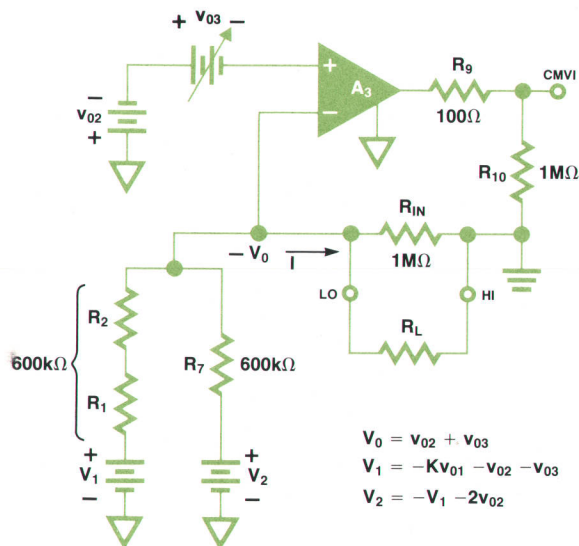 + v03 −
− v02 +
+
A3
−
R9
100Ω
CMVI
R10 1MΩ
RIN
1MΩ
− V0
I
LO
HI
RL
R2
600kΩ
R1
R7 600kΩ
+ V1 −
+ V2 −
V0 = v02 + v03
V1 = −Kv01 −v02 −v03
V2 = −V1 −2v02